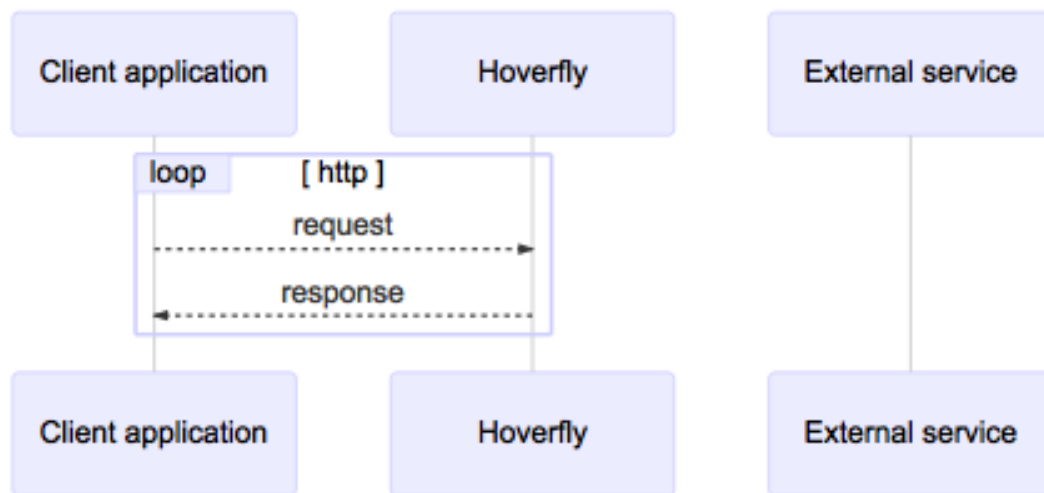 Client application
Hoverfly
External service
loop
[ http ]
request
response
Client application
Hoverfly
External service